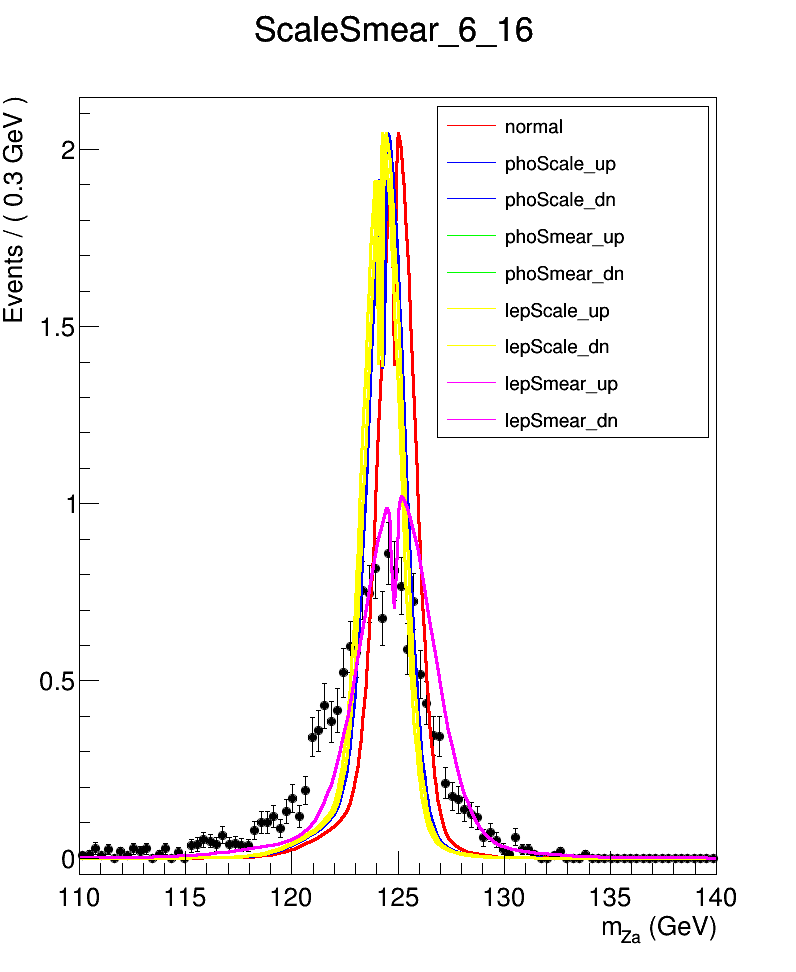 ScaleSmear_6_16
Events / ( 0.3 GeV )
2
1.5
1
0.5
0
normal
phoScale_up
phoScale_dn
phoSmear_up
phoSmear_dn
lepScale_up
lepScale_dn
lepSmear_up
lepSmear_dn
110 115 120 125 130 135 140
m_Za (GeV)